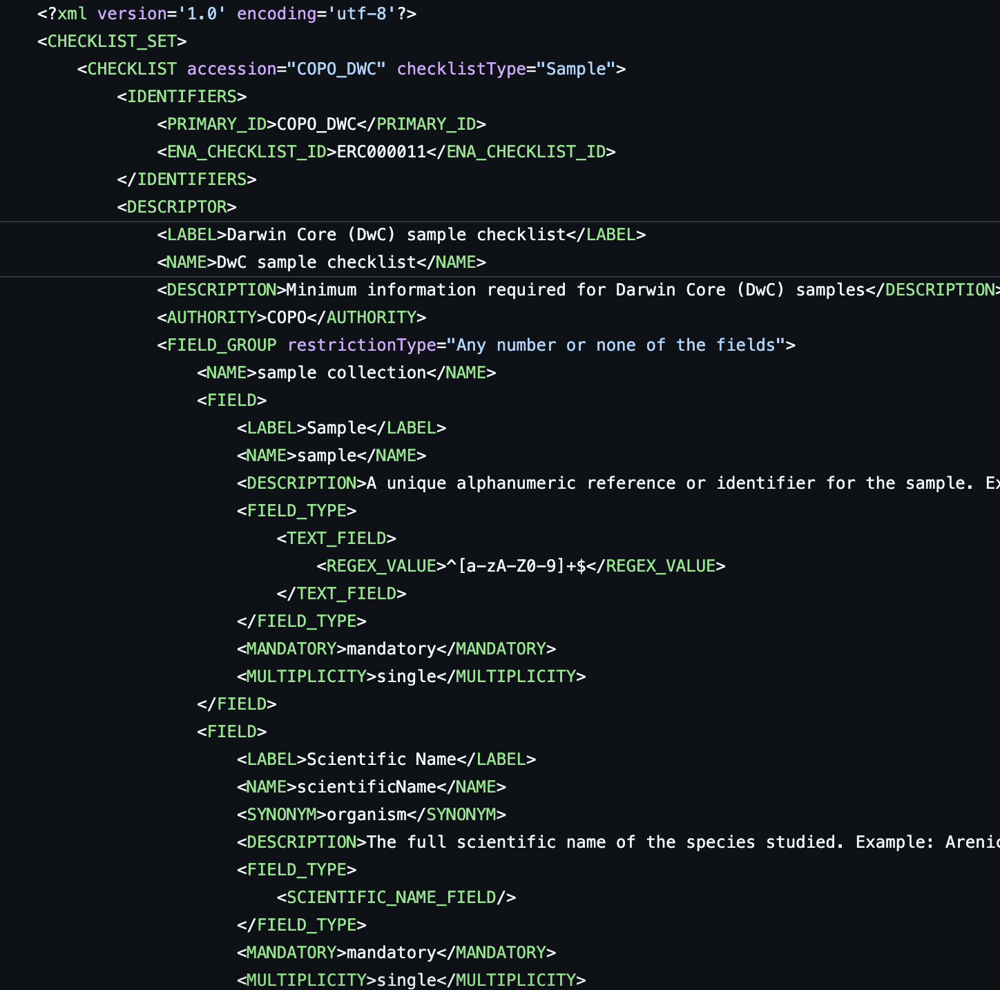 <?xml version='1.0' encoding='utf-8'?>
<CHECKLIST_SET>
    <CHECKLIST accession="COPO_DWC" checklistType="Sample">
        <IDENTIFIERS>
            <PRIMARY_ID>COPO_DWC</PRIMARY_ID>
            <ENA_CHECKLIST_ID>ERC000011</ENA_CHECKLIST_ID>
        </IDENTIFIERS>
        <DESCRIPTOR>
            <LABEL>Darwin Core (DwC) sample checklist</LABEL>
            <NAME>DwC sample checklist</NAME>
            <DESCRIPTION>Minimum information required for Darwin Core (DwC) samples</DESCRIPTION>
            <AUTHORITY>COPO</AUTHORITY>
            <FIELD_GROUP restrictionType="Any number or none of the fields">
                <NAME>sample collection</NAME>
                <FIELD>
                    <LABEL>Sample</LABEL>
                    <NAME>sample</NAME>
                    <DESCRIPTION>A unique alphanumeric reference or identifier for the sample.
                    <FIELD_TYPE>
                        <TEXT_FIELD>
                            <REGEX_VALUE>^[a-zA-Z0-9]+$</REGEX_VALUE>
                        </TEXT_FIELD>
                    </FIELD_TYPE>
                    <MANDATORY>mandatory</MANDATORY>
                    <MULTIPLICITY>single</MULTIPLICITY>
                </FIELD>
                <FIELD>
                    <LABEL>Scientific Name</LABEL>
                    <NAME>scientificName</NAME>
                    <SYNONYM>organism</SYNONYM>
                    <DESCRIPTION>The full scientific name of the species studied. Example:
                    <FIELD_TYPE>
                        <SCIENTIFIC_NAME_FIELD/>
                    </FIELD_TYPE>
                    <MANDATORY>mandatory</MANDATORY>
                    <MULTIPLICITY>single</MULTIPLICITY>